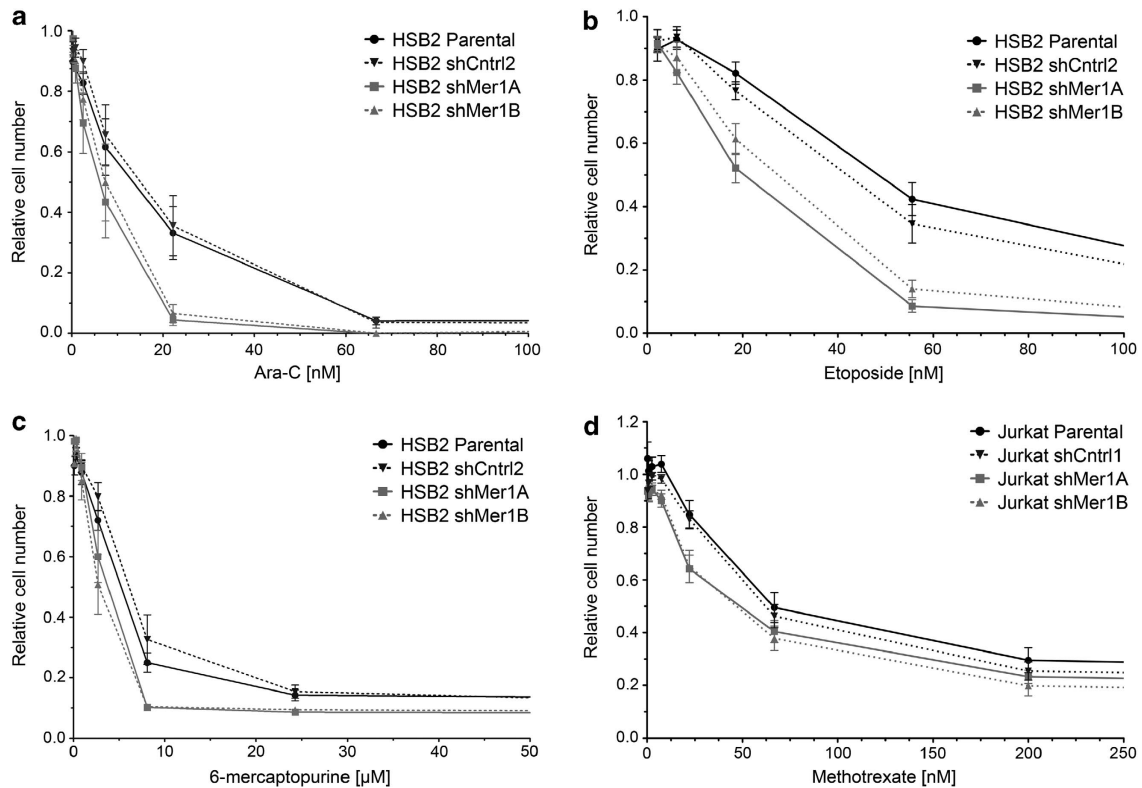 a
Relative cell number
1.0
0.8
0.6
0.4
0.2
0.0
0 20 40 60 80 100
Ara-C [nM]
HSB2 Parental
HSB2 shCntrl2
HSB2 shMer1A
HSB2 shMer1B
b
Relative cell number
1.0
0.8
0.6
0.4
0.2
0.0
0 20 40 60 80 100
Etoposide [nM]
HSB2 Parental
HSB2 shCntrl2
HSB2 shMer1A
HSB2 shMer1B
c
Relative cell number
1.0
0.8
0.6
0.4
0.2
0.0
0 10 20 30 40 50
6-mercaptopurine [µM]
HSB2 Parental
HSB2 shCntrl2
HSB2 shMer1A
HSB2 shMer1B
d
Relative cell number
1.2
1.0
0.8
0.6
0.4
0.2
0.0
0 50 100 150 200 250
Methotrexate [nM]
Jurkat Parental
Jurkat shCntrl1
Jurkat shMer1A
Jurkat shMer1B